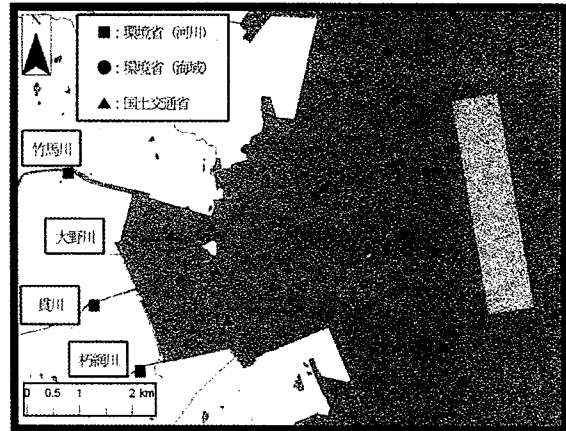 N
■ : 環境省 (河川)
● : 環境省 (海域)
▲ : 国土交通省
竹馬川
大野川
貫川
朽網川
0 0.5 1 2 km